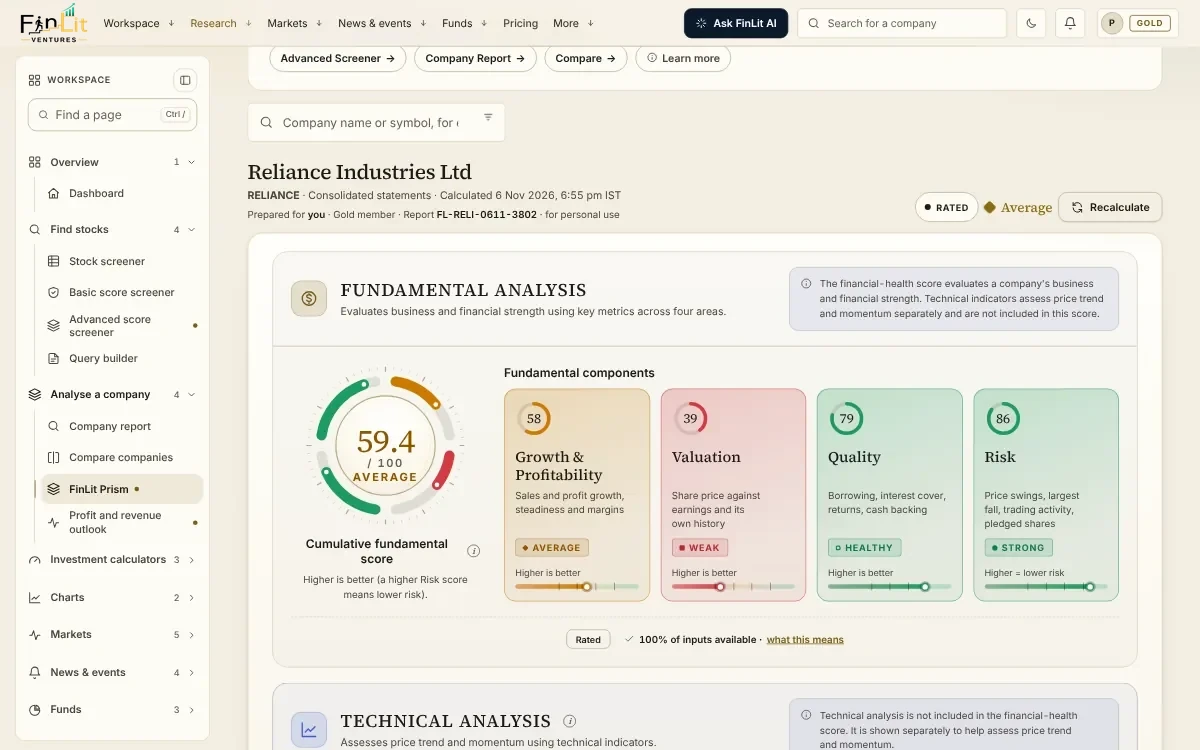 FinLit
VENTURES
Workspace
Research
Markets
News & events
Funds
Pricing
More
Ask FinLit AI
Search for a company
P
GOLD
WORKSPACE
Find a page
Ctrl /
Overview 1
Dashboard
Find stocks 4
Stock screener
Basic score screener
Advanced score
screener
Query builder
Analyse a company 4
Company report
Compare companies
FinLit Prism
Profit and revenue
outlook
Investment calculators 3
Charts 2
Markets 5
News & events 4
Funds 3
Advanced Screener →
Company Report →
Compare →
Learn more
Company name or symbol, for
Reliance Industries Ltd
RELIANCE · Consolidated statements · Calculated 6 Nov 2026, 6:55 pm IST
Prepared for you · Gold member · Report FL-RELI-0611-3802 · for personal use
RATED
Average
Recalculate
FUNDAMENTAL ANALYSIS
Evaluates business and financial strength using key metrics across four areas.
The financial-health score evaluates a company's business
and financial strength. Technical indicators assess price trend
and momentum separately and are not included in this score.
59.4
/ 100
AVERAGE
Cumulative fundamental
score
Higher is better (a higher Risk score
means lower risk).
Fundamental components
58
Growth &
Profitability
Sales and profit growth,
steadiness and margins
AVERAGE
Higher is better
39
Valuation
Share price against
earnings and its
own history
WEAK
Higher is better
79
Quality
Borrowing, interest cover,
returns, cash backing
HEALTHY
Higher is better
86
Risk
Price swings, largest
fall, trading activity,
pledged shares
STRONG
Higher = lower risk
Rated
100% of inputs available · what this means
TECHNICAL ANALYSIS
Assesses price trend and momentum using technical indicators.
Technical analysis is not included in the financial-health
score. It is shown separately to help assess price trend
and momentum.